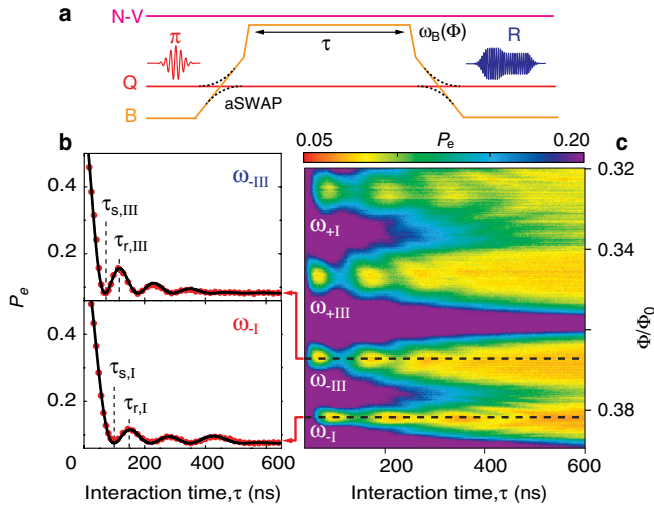 a
N-V
π
τ
ω_B(Φ)
R
Q
aSWAP
B
b
P_e
c
0.05
0.20
0.4
ω_-III
τ_s,III
τ_r,III
0.2
P_e
0.4
ω_-I
τ_s,I
τ_r,I
0.2
0 200 400 600
Interaction time,τ (ns)
ω_+I
ω_+III
ω_-III
ω_-I
0.32
0.34
Φ/Φ_0
0.38
200 400 600
Interaction time,τ (ns)